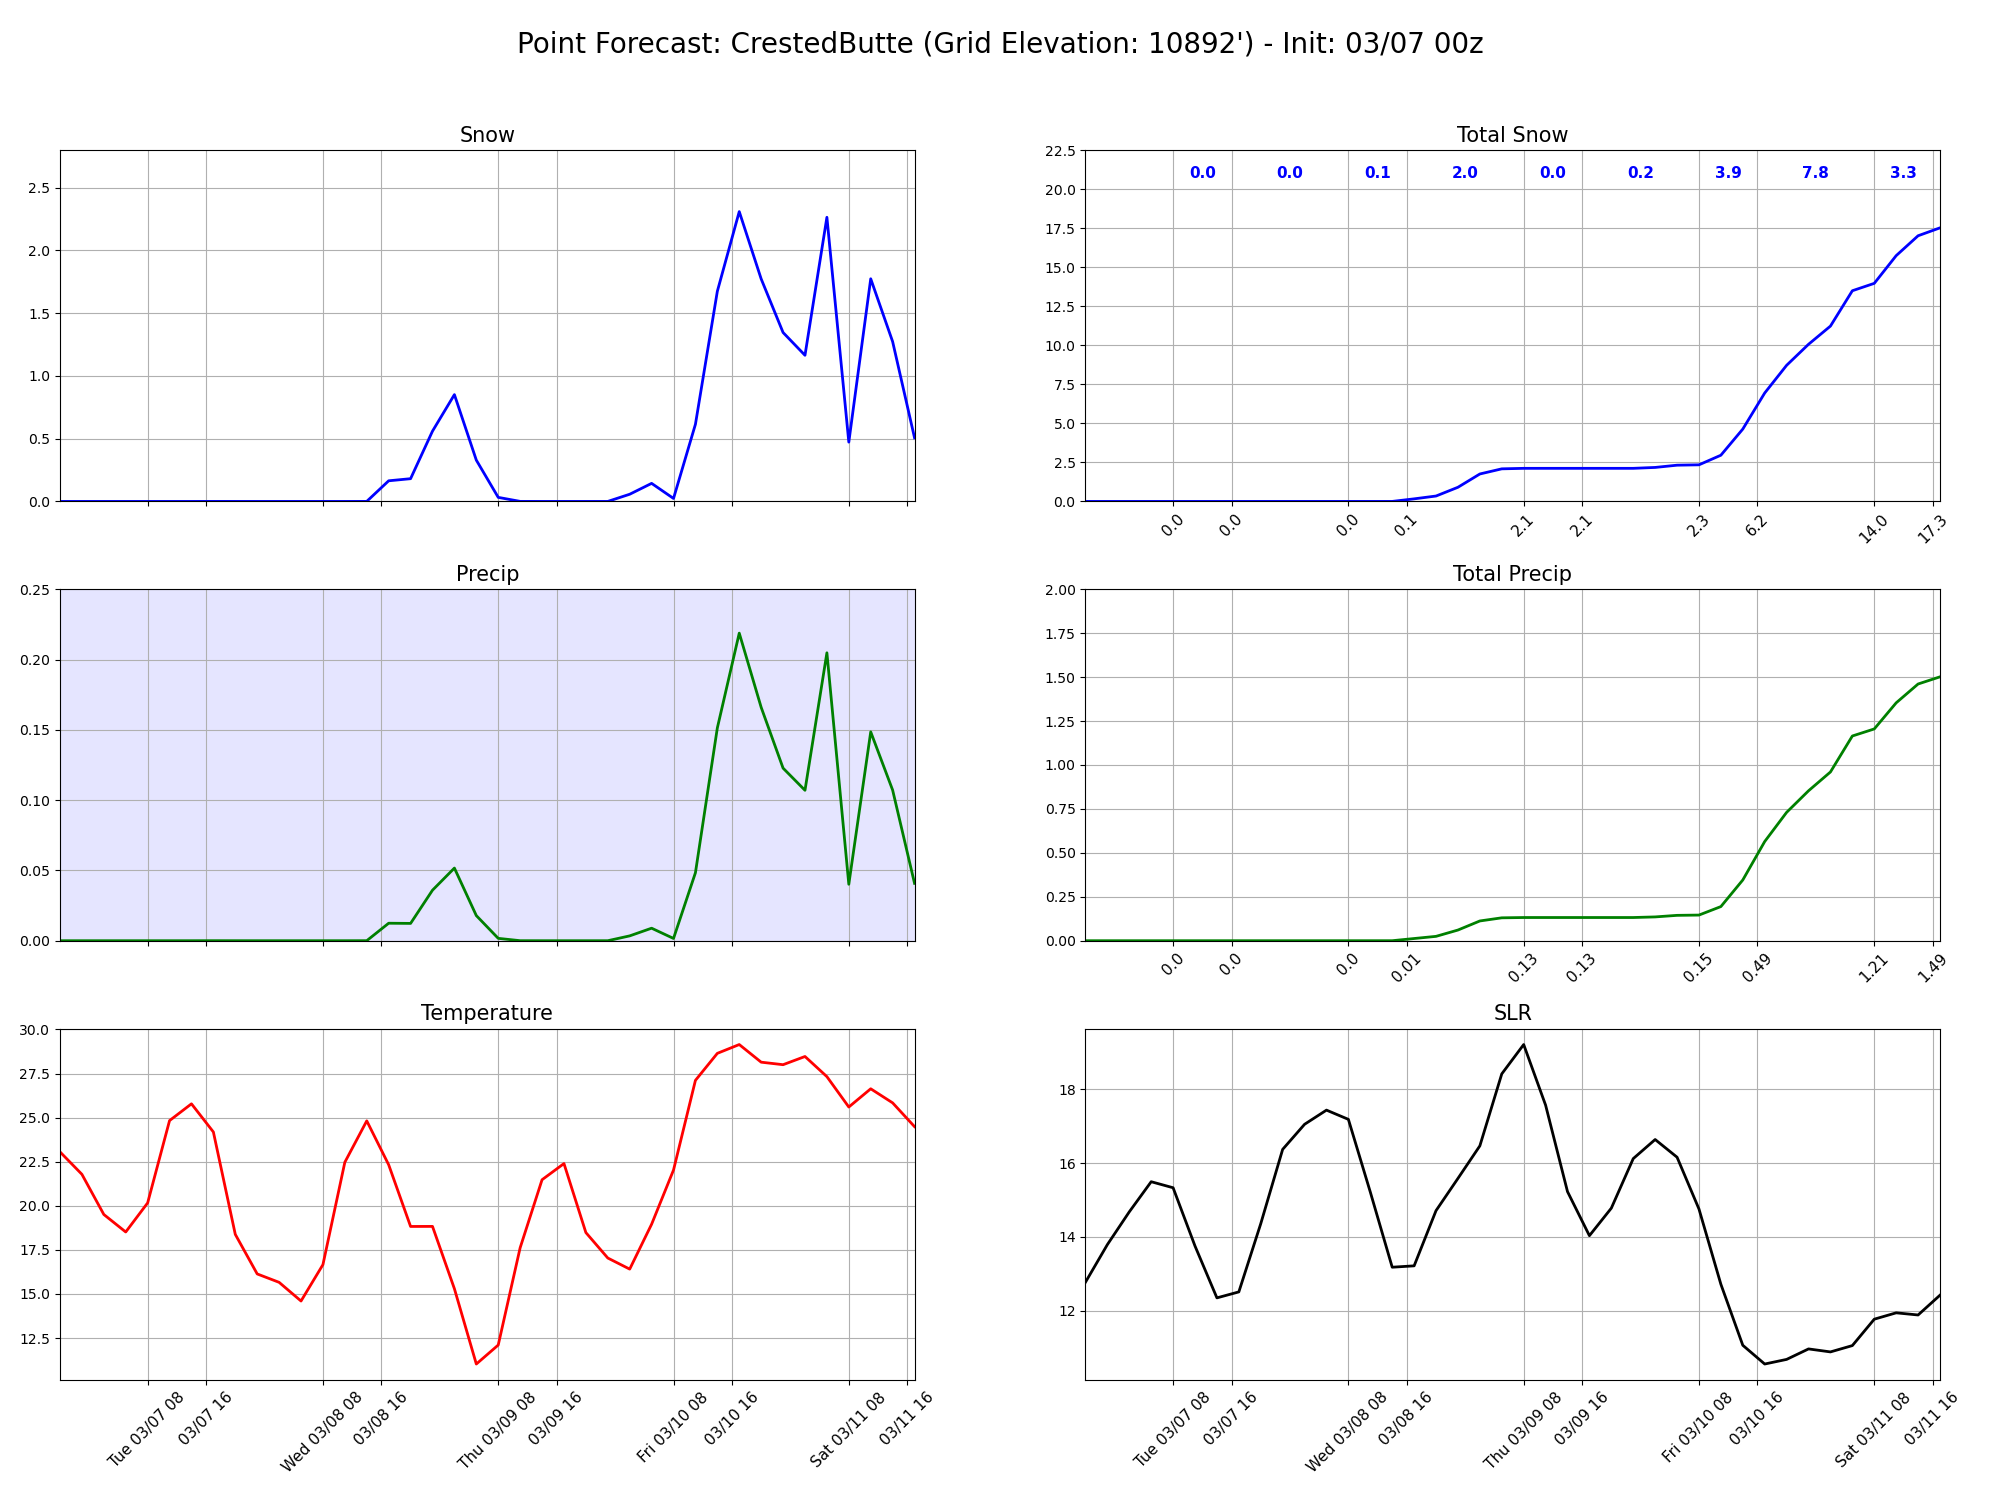 Point Forecast: CrestedButte (Grid Elevation: 10892') - Init: 03/07 00z
Snow
2.5
2.0
1.5
1.0
0.5
0.0
Total Snow
22.5
20.0
17.5
15.0
12.5
10.0
7.5
5.0
2.5
0.0
0.0 0.0 0.1 2.0 0.0 0.2 3.9 7.8 3.3
0.0 0.0 0.0 0.1 2.1 2.1 2.3 6.2 14.0 17.3
Precip
0.25
0.20
0.15
0.10
0.05
0.00
Total Precip
2.00
1.75
1.50
1.25
1.00
0.75
0.50
0.25
0.00
0.0 0.0 0.0 0.01 0.13 0.13 0.15 0.49 1.21 1.49
Temperature
30.0
27.5
25.0
22.5
20.0
17.5
15.0
12.5
Tue 03/07 08
03/07 16
Wed 03/08 08
03/08 16
Thu 03/09 08
03/09 16
Fri 03/10 08
03/10 16
Sat 03/11 08
03/11 16
SLR
18
16
14
12
Tue 03/07 08
03/07 16
Wed 03/08 08
03/08 16
Thu 03/09 08
03/09 16
Fri 03/10 08
03/10 16
Sat 03/11 08
03/11 16